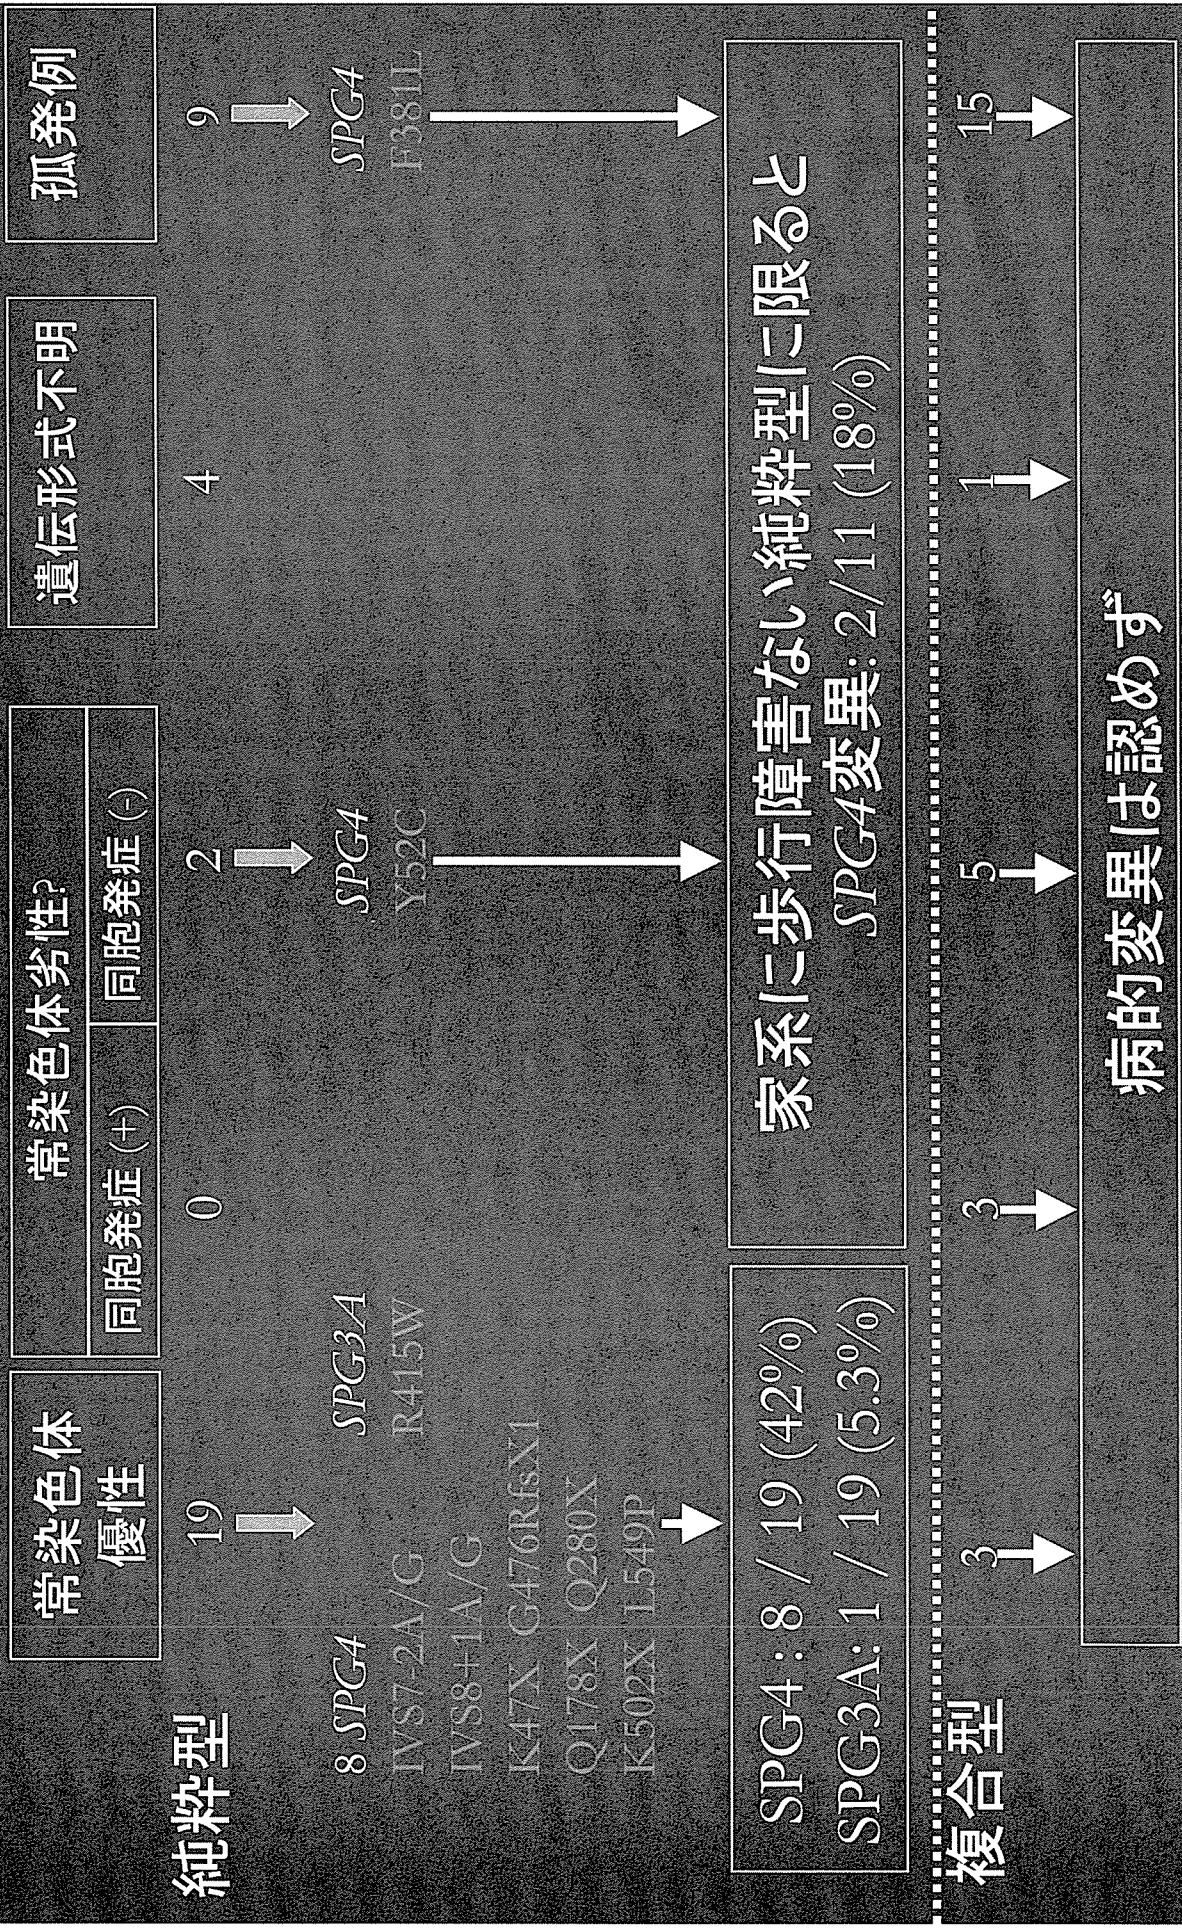 常染色体
優性
常染色体劣性?
同胞発症 (+)
同胞発症 (-)
遺伝形式不明
孤発例
純粋型
19
0
2
4
9
8 SPG4
IVS7-2A/G
IVS8+1A/G
K47X G476RfsX1
Q178X Q280X
K502X L549P
SPG3A
R415W
SPG4
Y52C
SPG4
F381L
SPG4 : 8 / 19 (42%)
SPG3A: 1 / 19 (5.3%)
家系に歩行障害ない純粋型に限ると
SPG4変異: 2/11 (18%)
複合型
3
3
5
1
15
病的変異は認めず